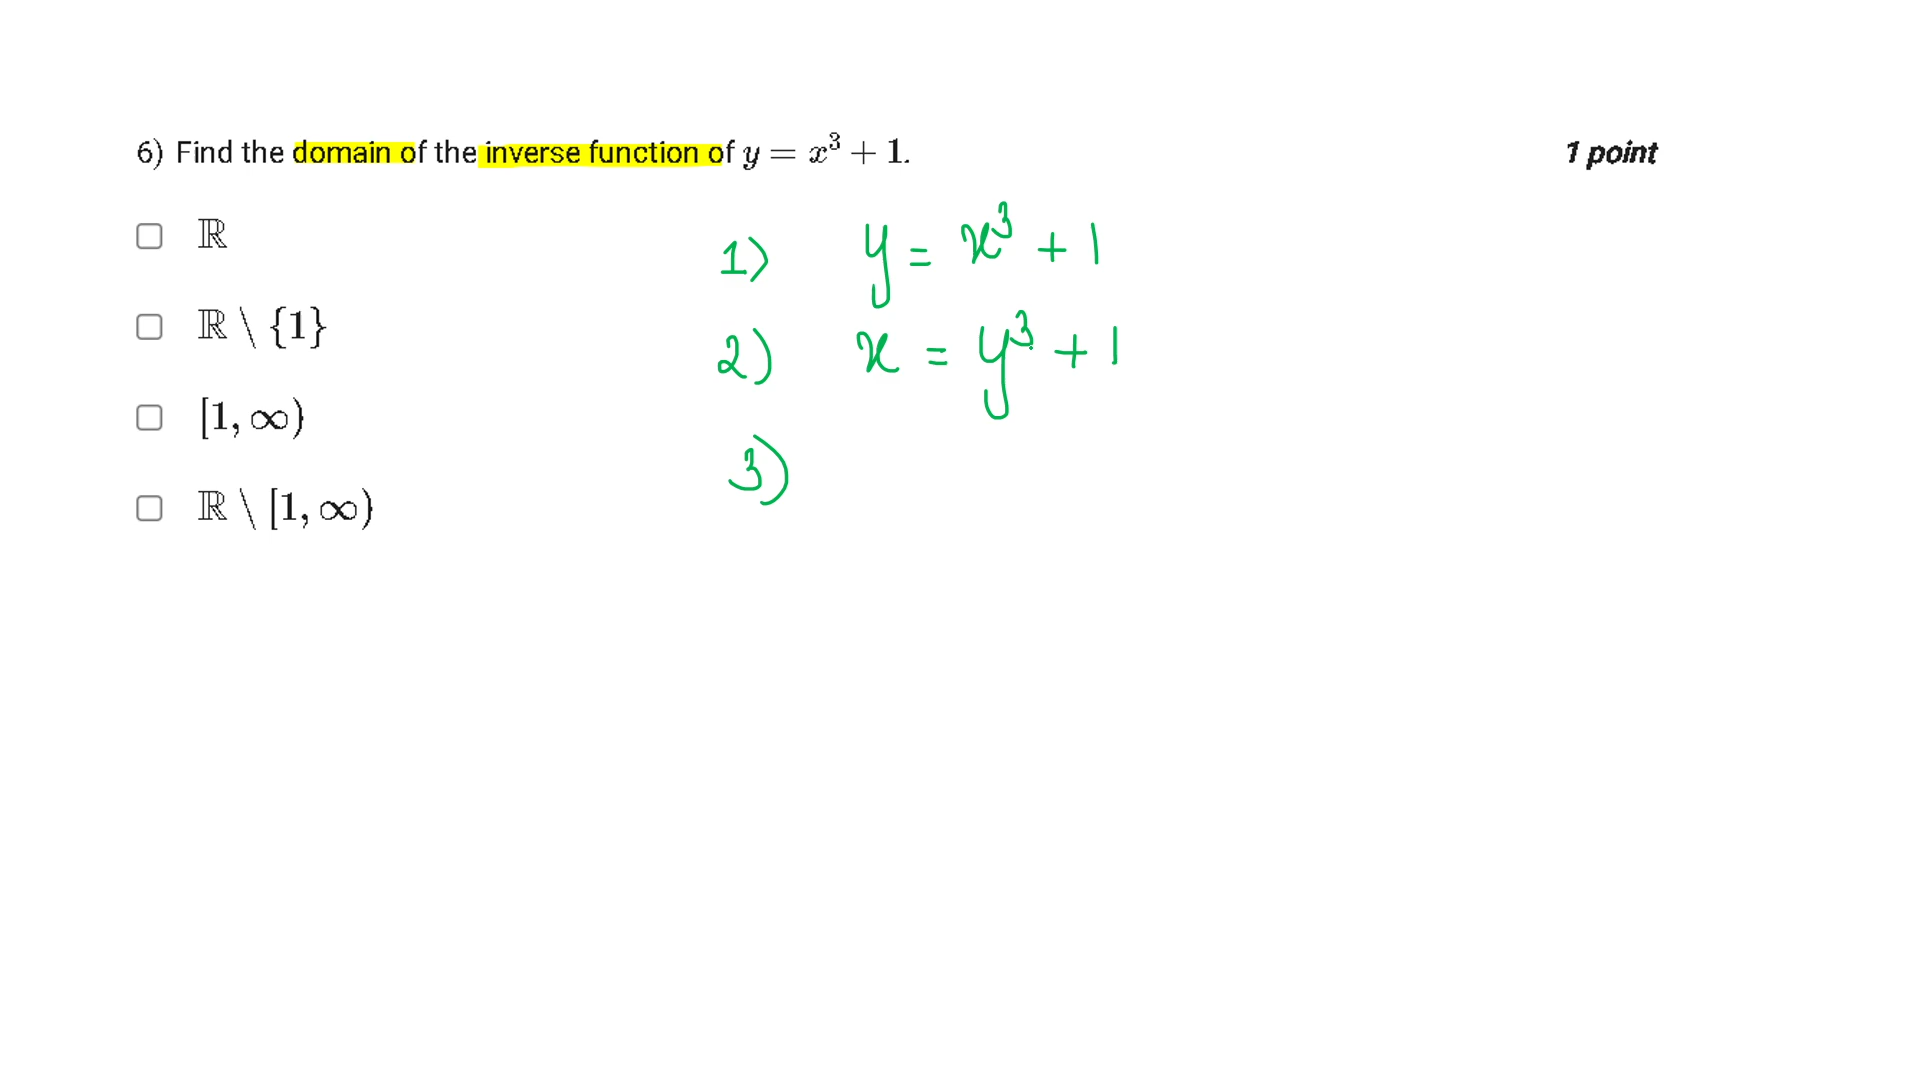 6) Find the domain of the inverse function of y = x³ + 1. 1 point
ℝ
ℝ \ {1}
[1, ∞)
ℝ \ [1, ∞)
1) y = x³ + 1
2) x = y³ + 1
3)